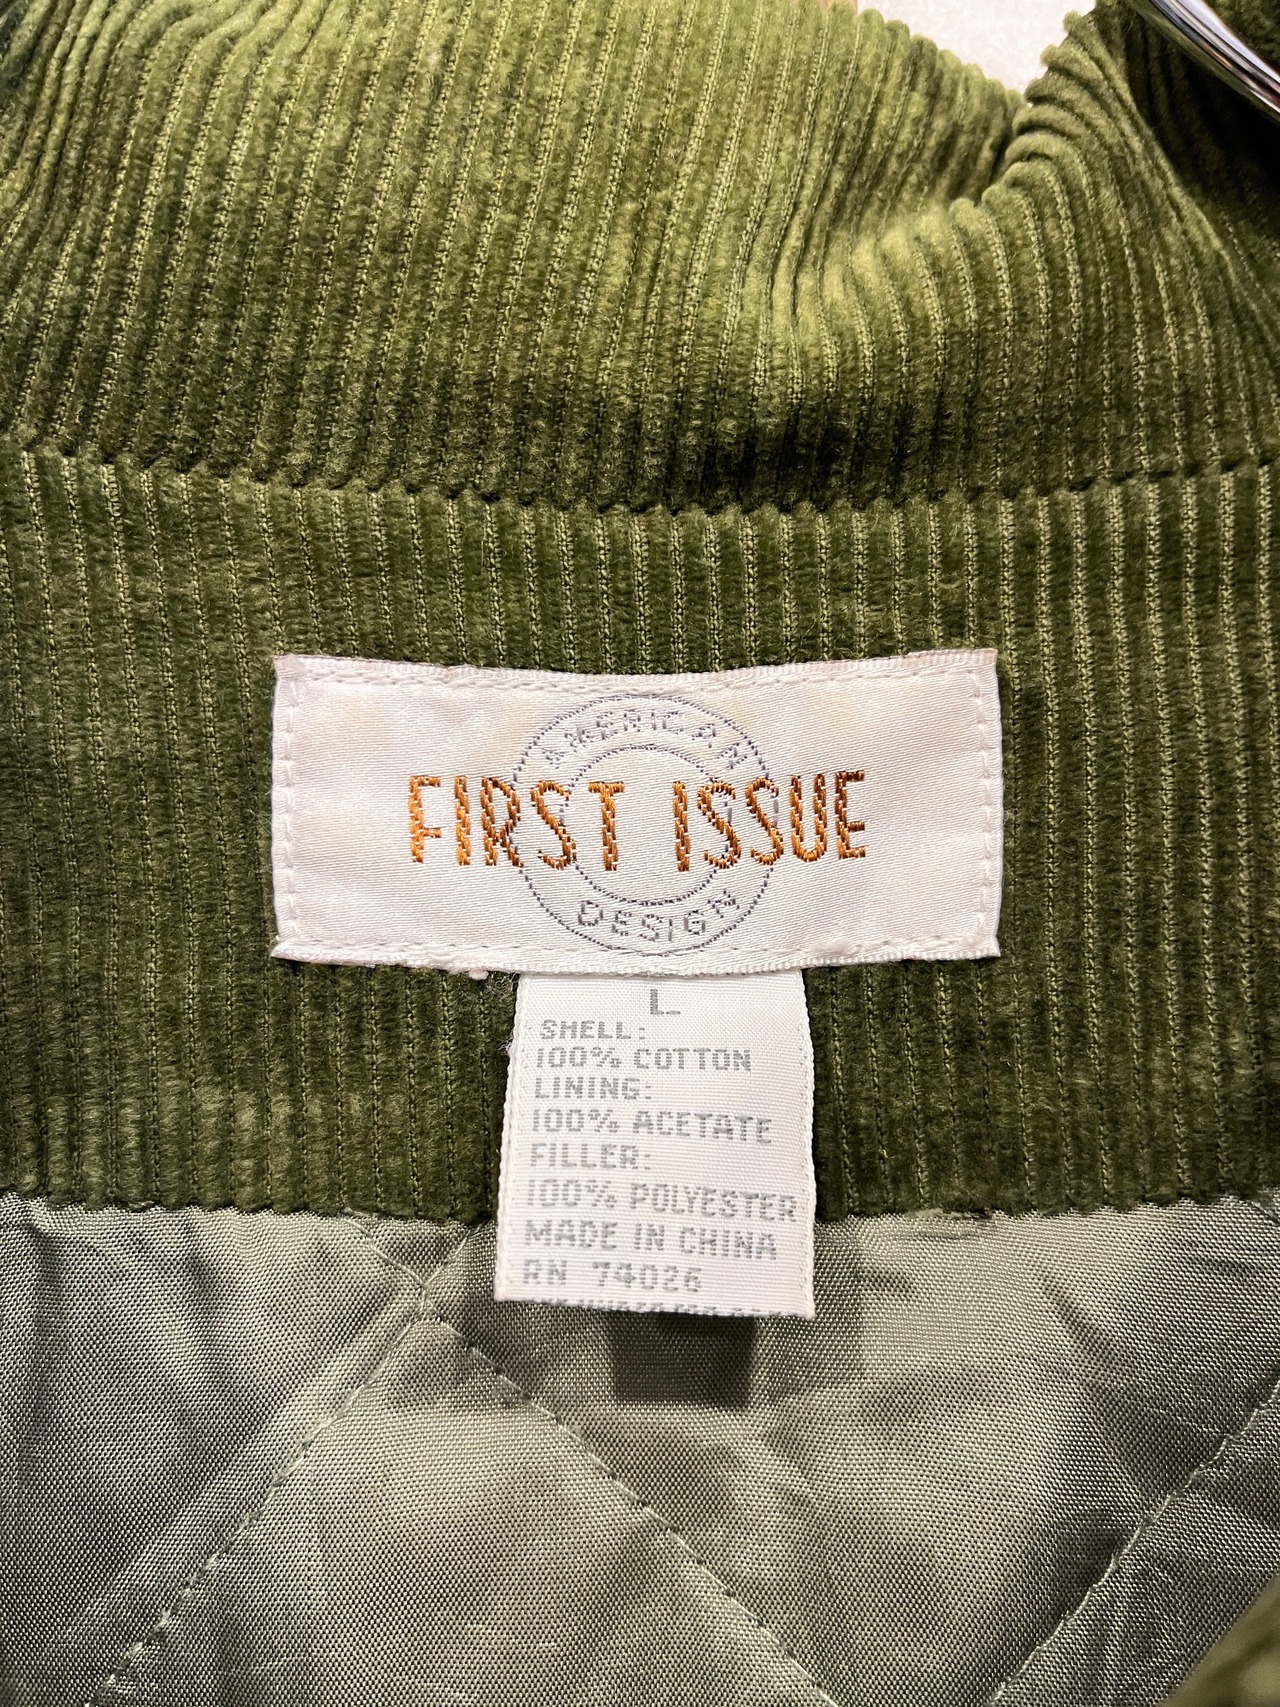 AMERICAN
FIRST ISSUE
DESIGN
L
SHELL:
100% COTTON
LINING:
100% ACETATE
FILLER:
100% POLYESTER
MADE IN CHINA
RN 74026